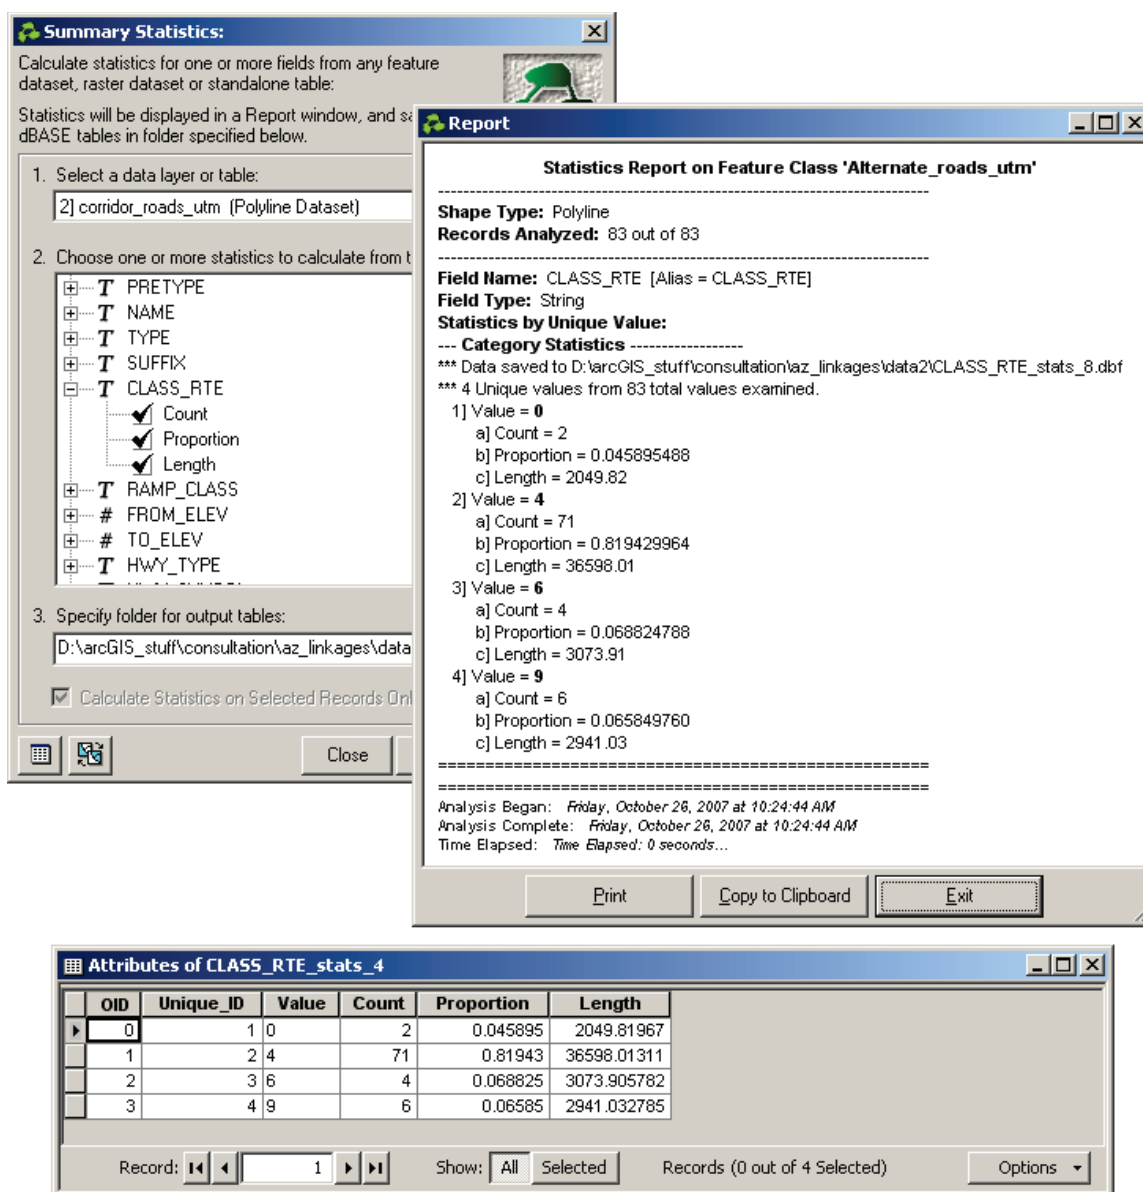 Summary Statistics:
Calculate statistics for one or more fields from any feature
dataset, raster dataset or standalone table:
Statistics will be displayed in a Report window, and
dBASE tables in folder specified below.
1. Select a data layer or table:
2] corridor_roads_utm (Polyline Dataset)
2. Choose one or more statistics to calculate from
PRETYPE
NAME
TYPE
SUFFIX
CLASS_RTE
Count
Proportion
Length
RAMP_CLASS
# FROM_ELEV
# TO_ELEV
HWY_TYPE
3. Specify folder for output tables:
D:\arcGIS_stuff\consultation\az_linkages\data
Calculate Statistics on Selected Records
Close
Report
Statistics Report on Feature Class 'Alternate_roads_utm'
Shape Type: Polyline
Records Analyzed: 83 out of 83
Field Name: CLASS_RTE [Alias = CLASS_RTE]
Field Type: String
Statistics by Unique Value:
--- Category Statistics ------------------
*** Data saved to D:\arcGIS_stuff\consultation\az_linkages\data2\CLASS_RTE_stats_8.dbf
*** 4 Unique values from 83 total values examined.
1] Value = 0
a] Count = 2
b] Proportion = 0.045895488
c] Length = 2049.82
2] Value = 4
a] Count = 71
b] Proportion = 0.819429964
c] Length = 36598.01
3] Value = 6
a] Count = 4
b] Proportion = 0.068824788
c] Length = 3073.91
4] Value = 9
a] Count = 6
b] Proportion = 0.065849760
c] Length = 2941.03
Analysis Began: Friday, October 26, 2007 at 10:24:44 AM
Analysis Complete: Friday, October 26, 2007 at 10:24:44 AM
Time Elapsed: Time Elapsed: 0 seconds...
Print Copy to Clipboard Exit
Attributes of CLASS_RTE_stats_4
OID Unique_ID Value Count Proportion Length
0 1 0 2 0.045895 2049.81967
1 2 4 71 0.81943 36598.01311
2 3 6 4 0.068825 3073.905782
3 4 9 6 0.06585 2941.032785
Record: 1 Show: All Selected Records (0 out of 4 Selected) Options